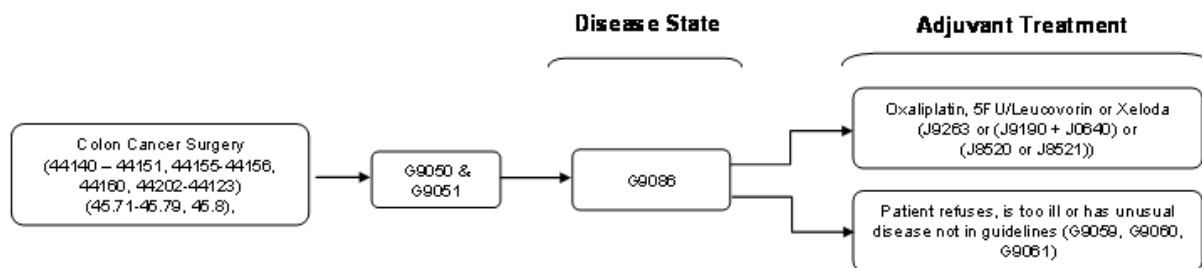 Disease State
Adjuvant Treatment
Colon Cancer Surgery
(44140 – 44151, 44155-44156,
44160, 44202-44123)
(45.71-45.79, 45.8),
G9050 &
G9051
G9086
Oxaliplatin, 5FU/Leucovorin or Xeloda
(J9263 or (J9190 + J0640) or
(J8520 or J8521))
Patient refuses, is too ill or has unusual
disease not in guidelines (G9059, G9060,
G9061)